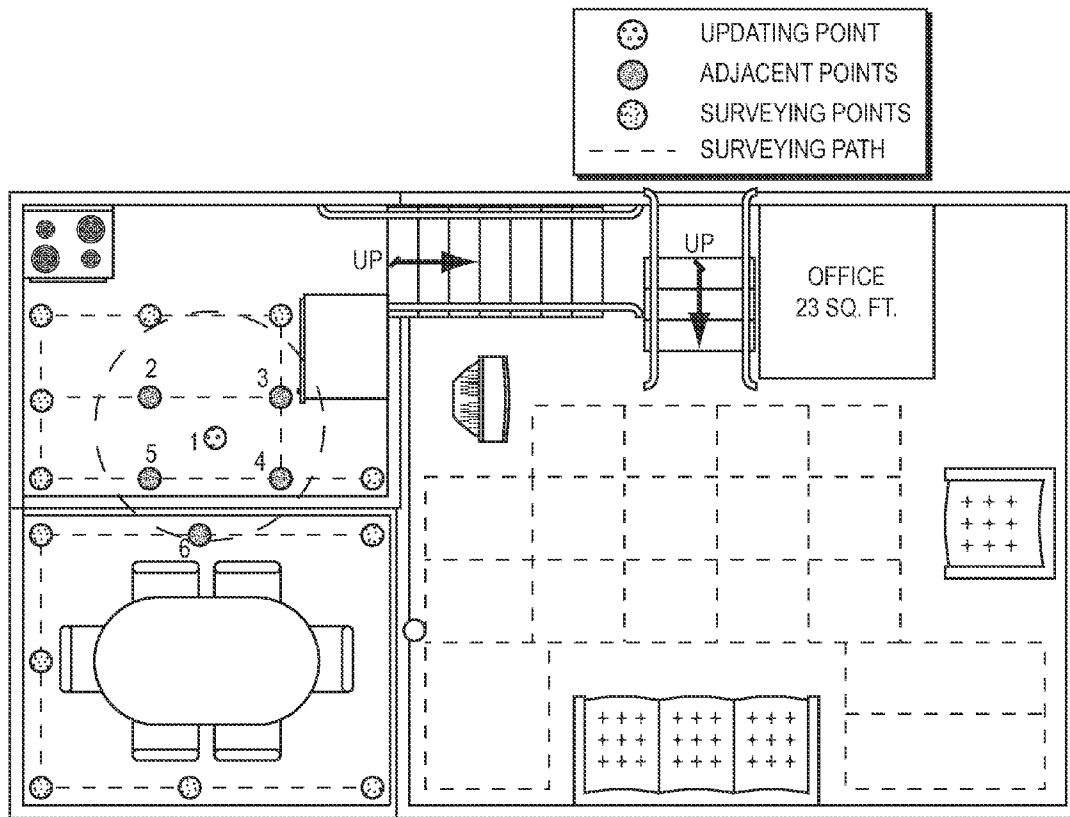 UPDATING POINT
ADJACENT POINTS
SURVEYING POINTS
SURVEYING PATH
UP
UP
OFFICE
23 SQ. FT.
2
3
1
5
4
6